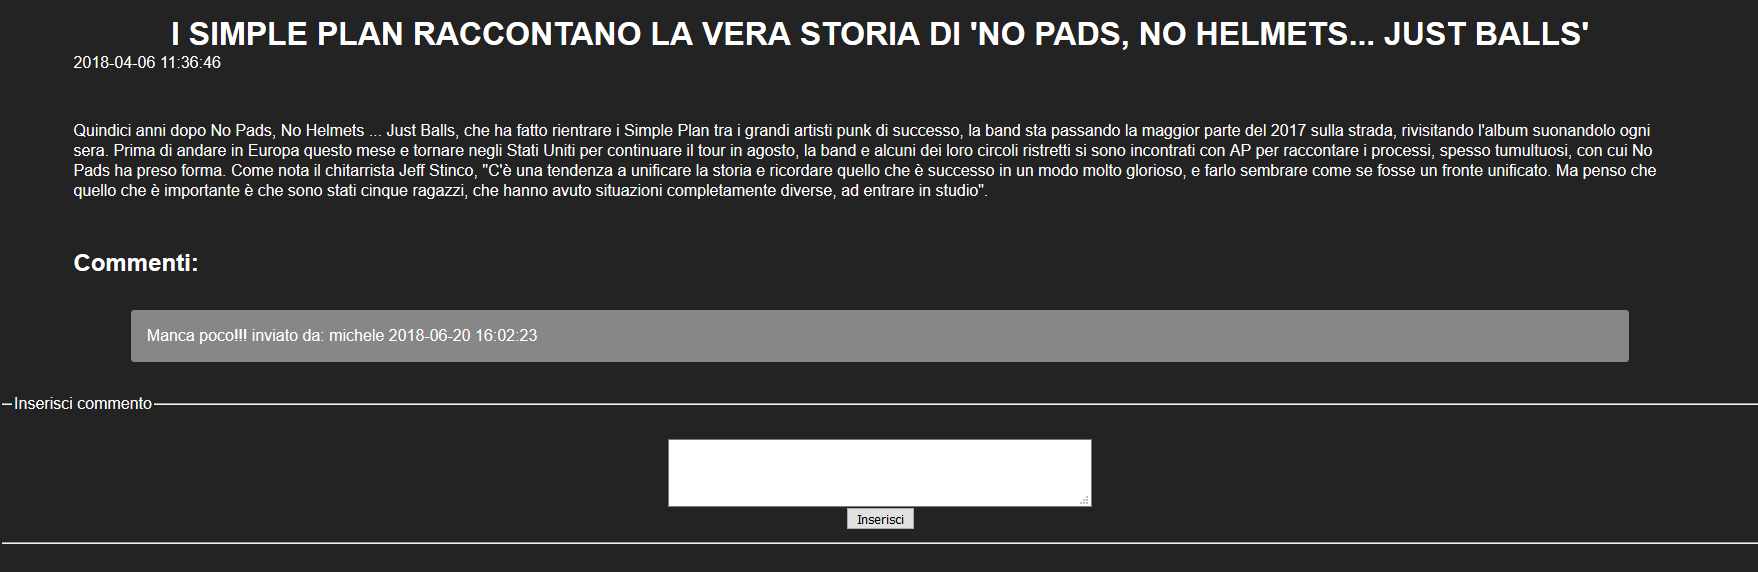 I SIMPLE PLAN RACCONTANO LA VERA STORIA DI 'NO PADS, NO HELMETS... JUST BALLS'
2018-04-06 11:36:46
Quindici anni dopo No Pads, No Helmets ... Just Balls, che ha fatto rientrare i Simple Plan tra i grandi artisti punk di successo, la band sta passando la maggior parte del 2017 sulla strada, rivisitando l'album suonandolo ogni
sera. Prima di andare in Europa questo mese e tornare negli Stati Uniti per continuare il tour in agosto, la band e alcuni dei loro circoli ristretti si sono incontrati con AP per raccontare i processi, spesso tumultuosi, con cui No
Pads ha preso forma. Come nota il chitarrista Jeff Stinco, "C'è una tendenza a unificare la storia e ricordare quello che è successo in un modo molto glorioso, e farlo sembrare come se fosse un fronte unificato. Ma penso che
quello che è importante è che sono stati cinque ragazzi, che hanno avuto situazioni completamente diverse, ad entrare in studio".
Commenti:
Manca poco!!! inviato da: michele 2018-06-20 16:02:23
Inserisci commento
Inserisci